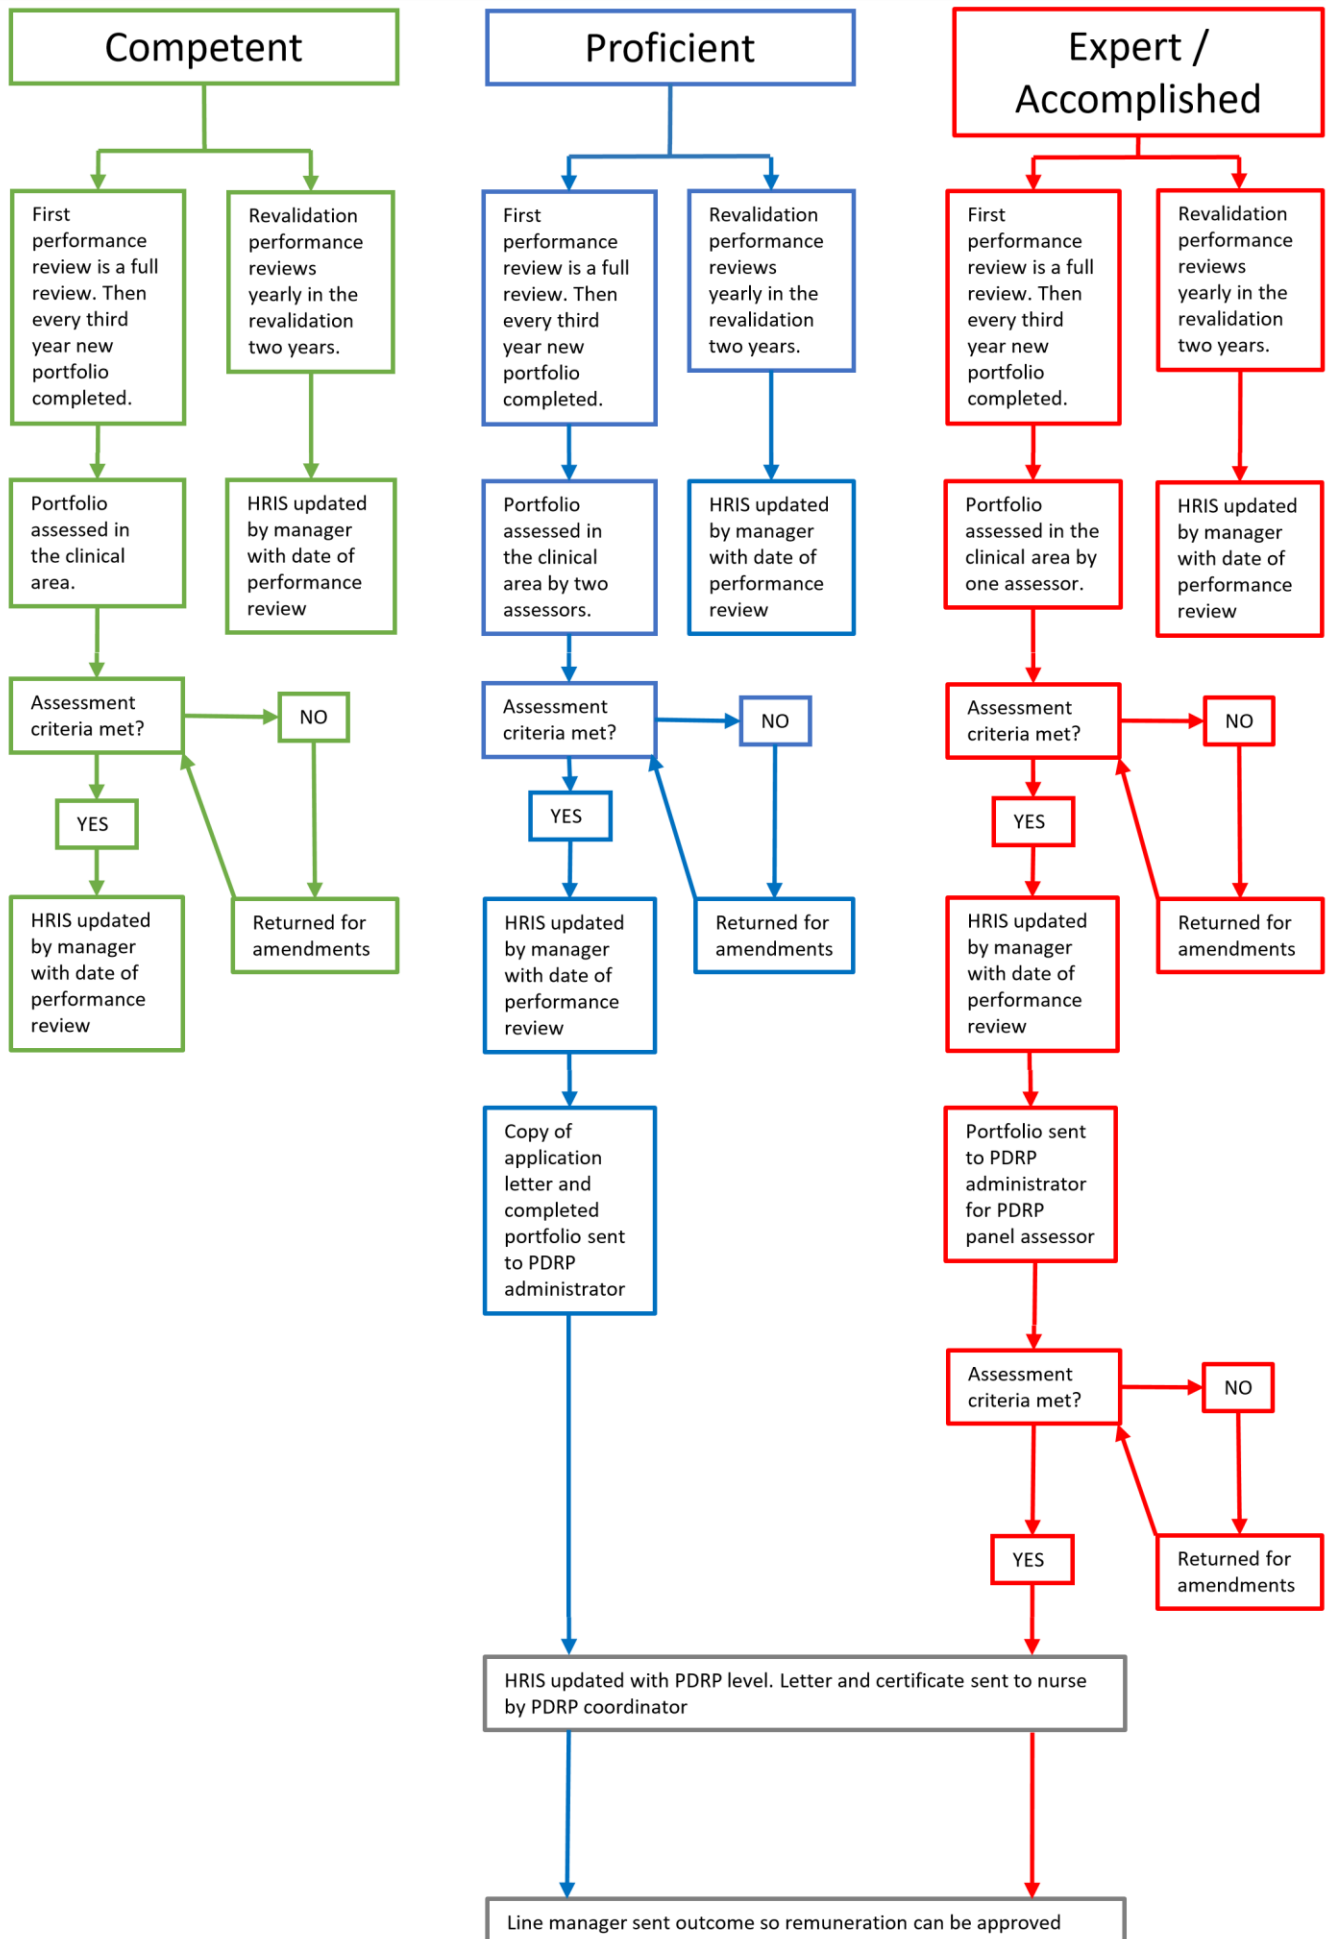 Competent
First
performance
review is a full
review. Then
every third
year new
portfolio
completed.
Revalidation
performance
reviews
yearly in the
revalidation
two years.
Portfolio
assessed in
the clinical
area.
HRIS updated
by manager
with date of
performance
review
Assessment
criteria met?
NO
YES
HRIS updated
by manager
with date of
performance
review
Returned for
amendments
Proficient
First
performance
review is a full
review. Then
every third
year new
portfolio
completed.
Revalidation
performance
reviews
yearly in the
revalidation
two years.
Portfolio
assessed in
the clinical
area by two
assessors.
HRIS updated
by manager
with date of
performance
review
Assessment
criteria met?
NO
YES
HRIS updated
by manager
with date of
performance
review
Returned for
amendments
Copy of
application
letter and
completed
portfolio sent
to PDRP
administrator
Expert /
Accomplished
First
performance
review is a full
review. Then
every third
year new
portfolio
completed.
Revalidation
performance
reviews
yearly in the
revalidation
two years.
Portfolio
assessed in the
clinical area by
one assessor.
HRIS updated
by manager
with date of
performance
review
Assessment
criteria met?
NO
YES
HRIS updated
by manager
with date of
performance
review
Returned for
amendments
Portfolio sent
to PDRP
administrator
for PDRP
panel assessor
Assessment
criteria met?
NO
YES
Returned for
amendments
HRIS updated with PDRP level. Letter and certificate sent to nurse
by PDRP coordinator
Line manager sent outcome so remuneration can be approved